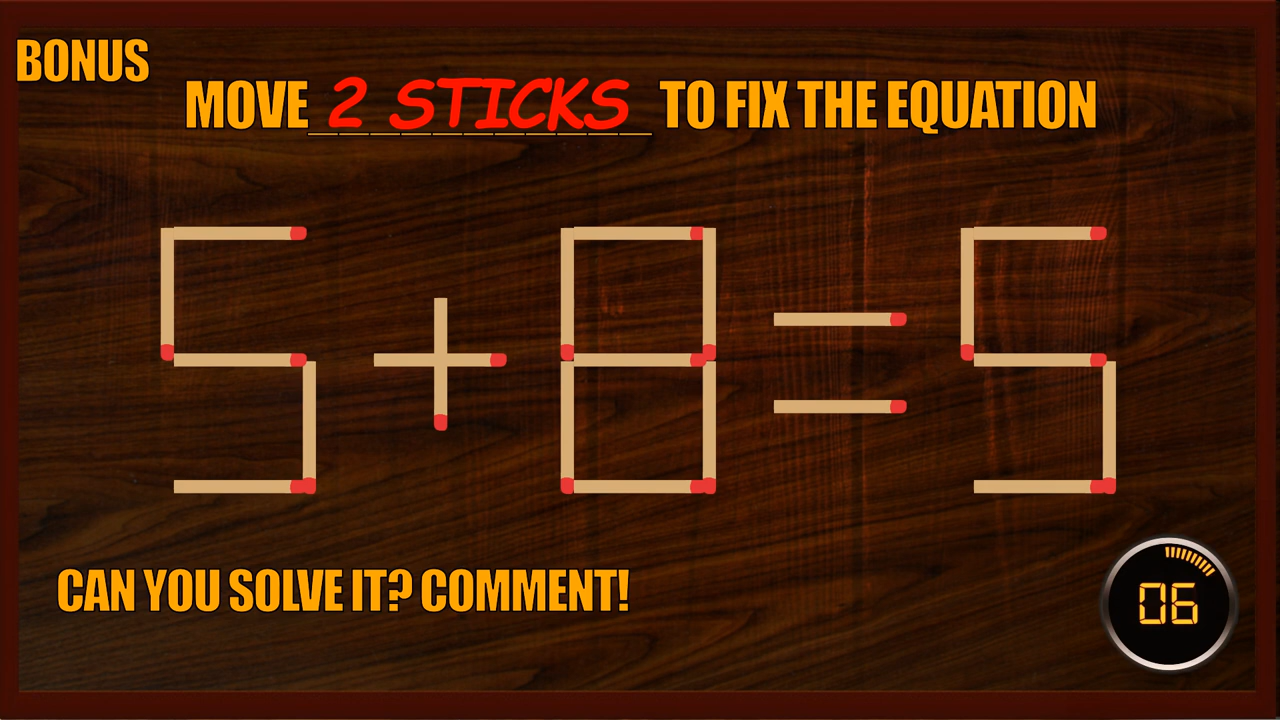 BONUS
MOVE 2 STICKS TO FIX THE EQUATION
5 + 8 = 5
CAN YOU SOLVE IT? COMMENT!
06